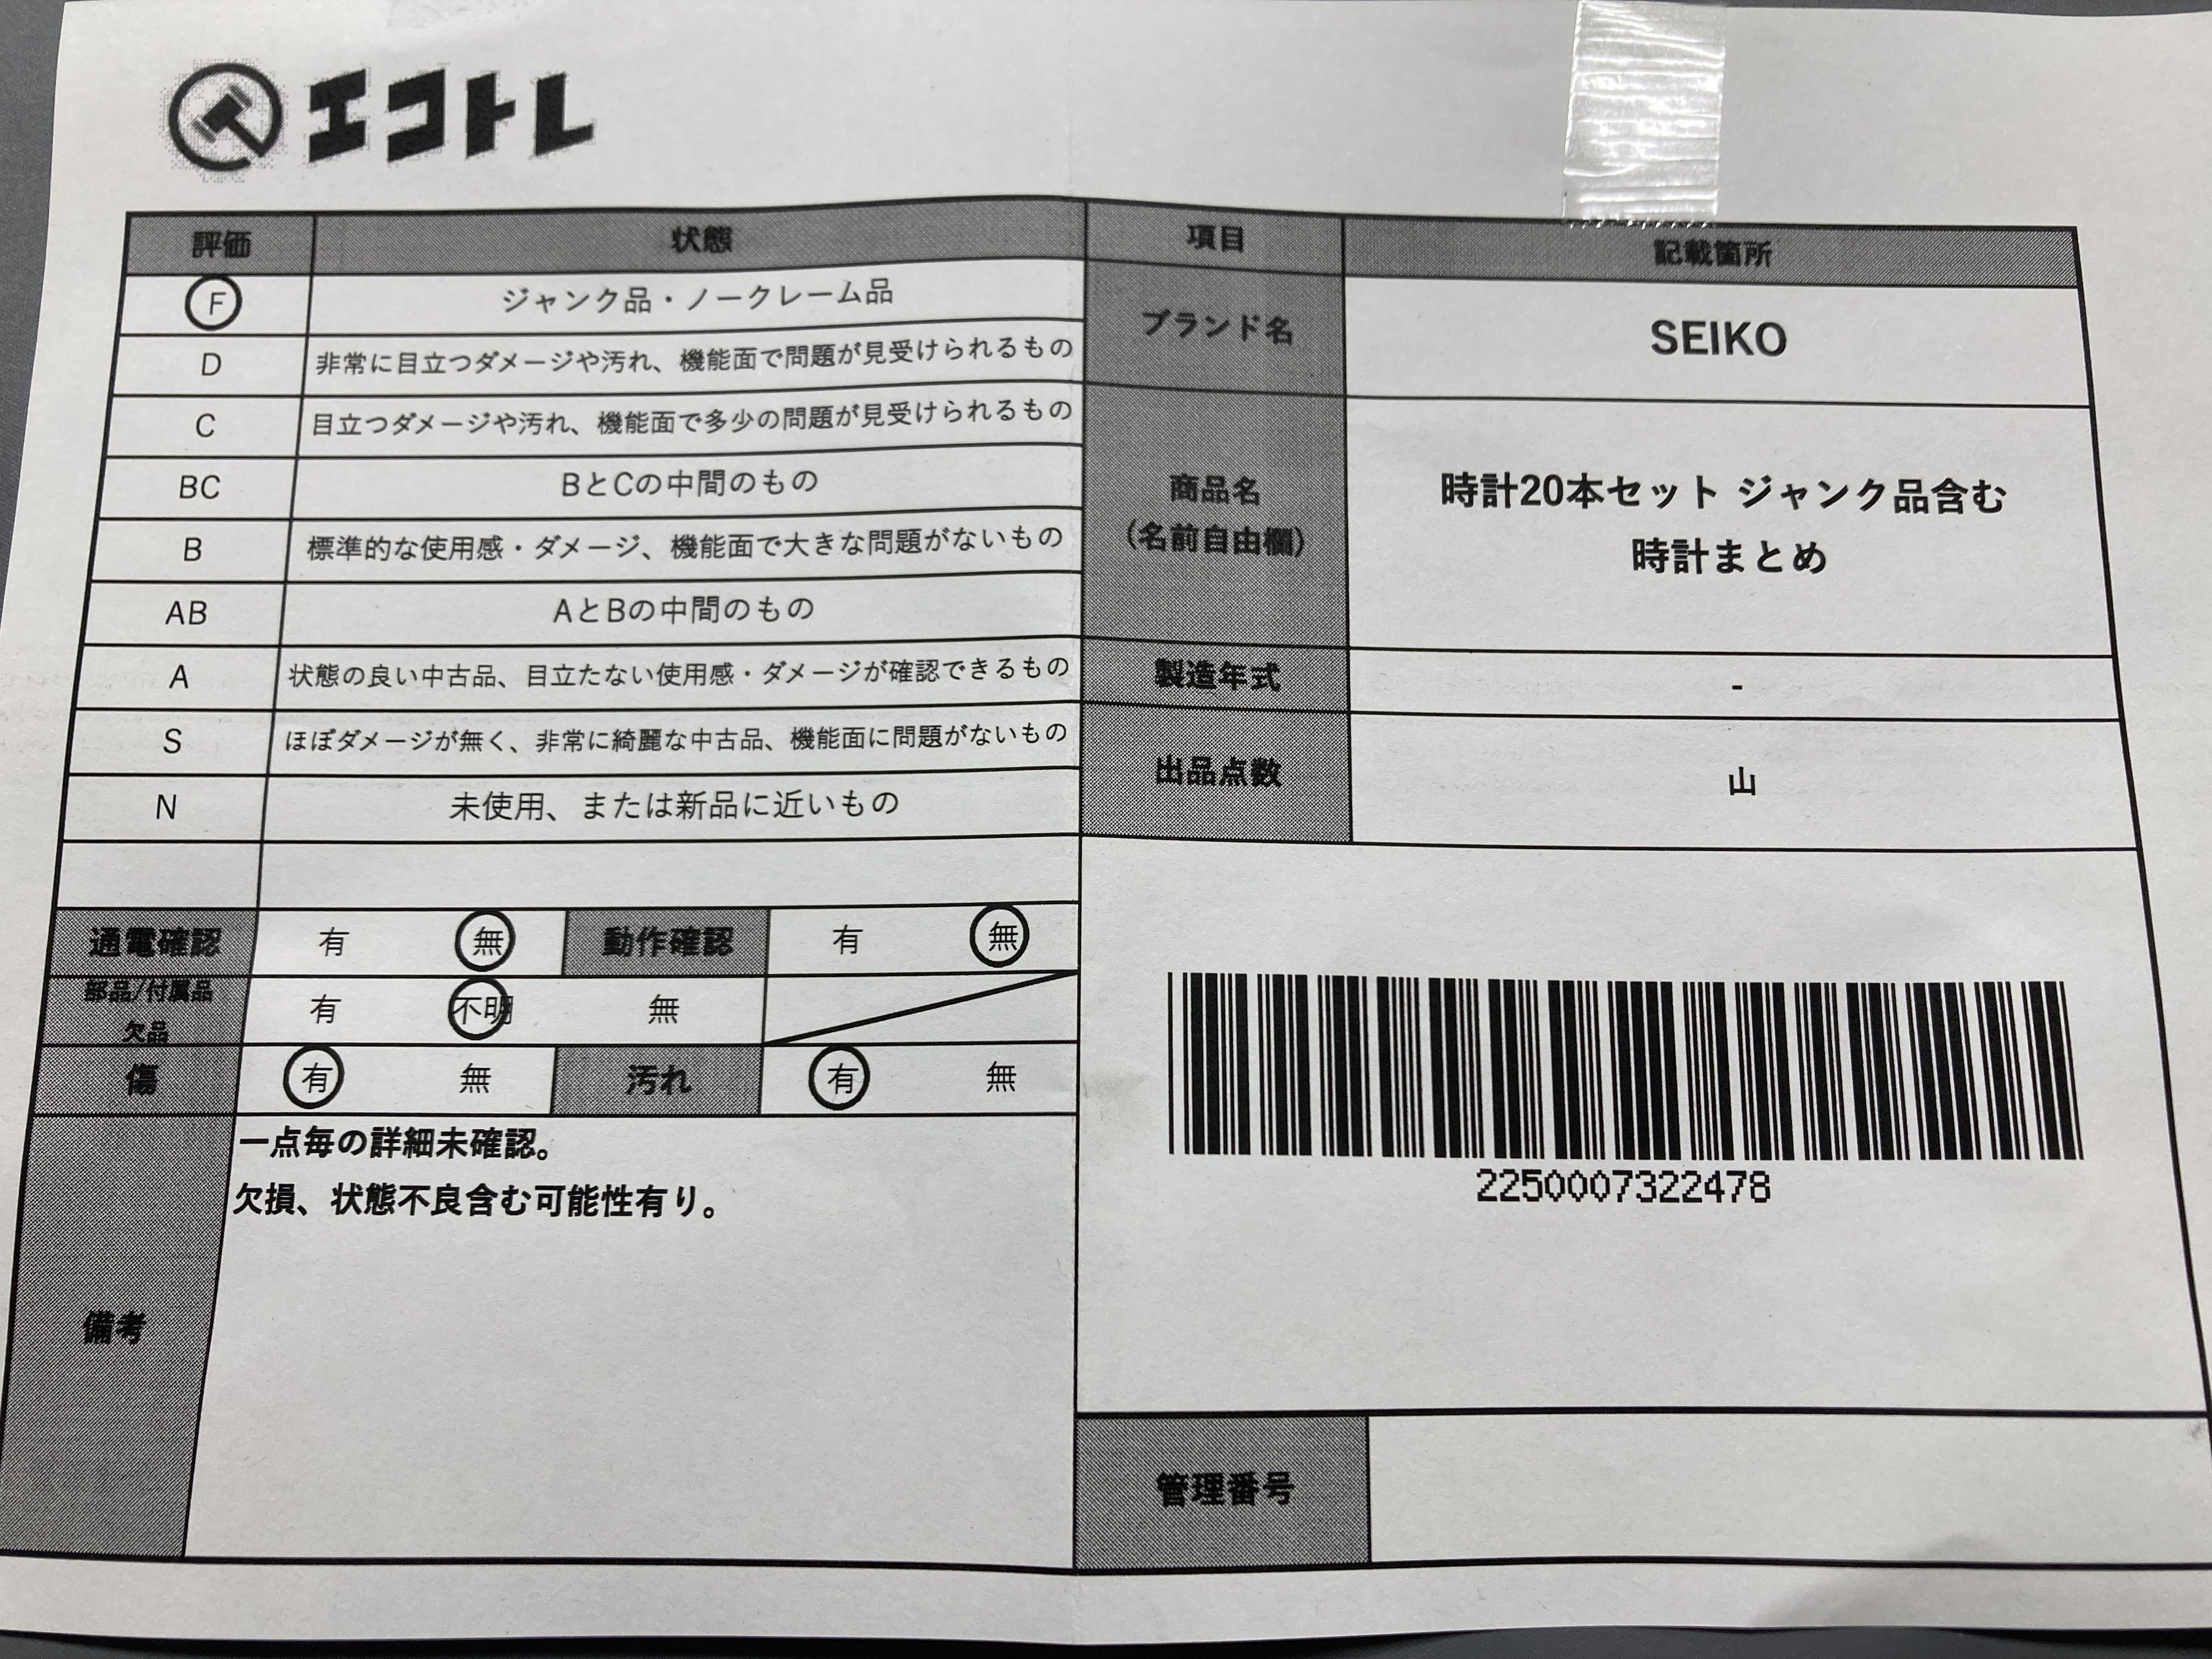 エコトレ
評価 状態 項目 記載箇所
F ジャンク品・ノークレーム品
D 非常に目立つダメージや汚れ、機能面で問題が見受けられるもの
C 目立つダメージや汚れ、機能面で多少の問題が見受けられるもの
BC BとCの中間のもの
B 標準的な使用感・ダメージ、機能面で大きな問題がないもの
AB AとBの中間のもの
A 状態の良い中古品、目立たない使用感・ダメージが確認できるもの
S ほぼダメージが無く、非常に綺麗な中古品、機能面に問題がないもの
N 未使用、または新品に近いもの
通電確認 有 無 動作確認 有 無
部品/付属品
欠品
有 不明 無
傷 有 無 汚れ 有 無
備考
一点毎の詳細未確認。
欠損、状態不良含む可能性有り。
ブランド名 SEIKO
商品名
(名前自由欄)
時計20本セット ジャンク品含む
時計まとめ
製造年式 -
出品点数 山
2250007322478
管理番号